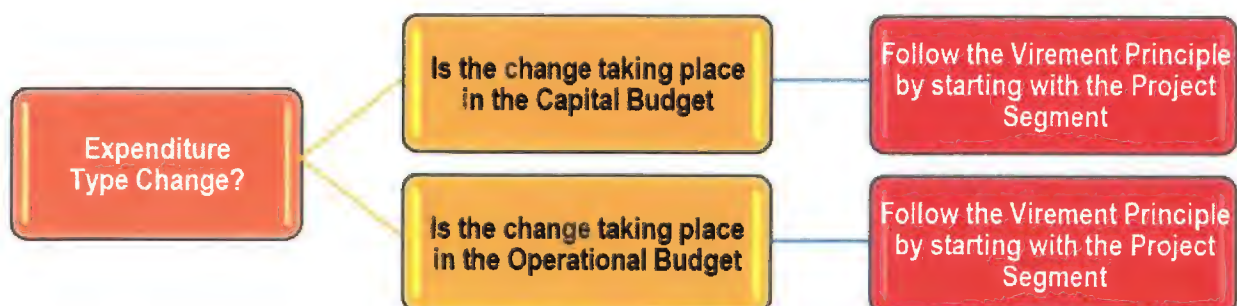 Expenditure
Type Change?
Is the change taking place
in the Capital Budget
Follow the Virement Principle
by starting with the Project
Segment
Is the change taking place
in the Operational Budget
Follow the Virement Principle
by starting with the Project
Segment